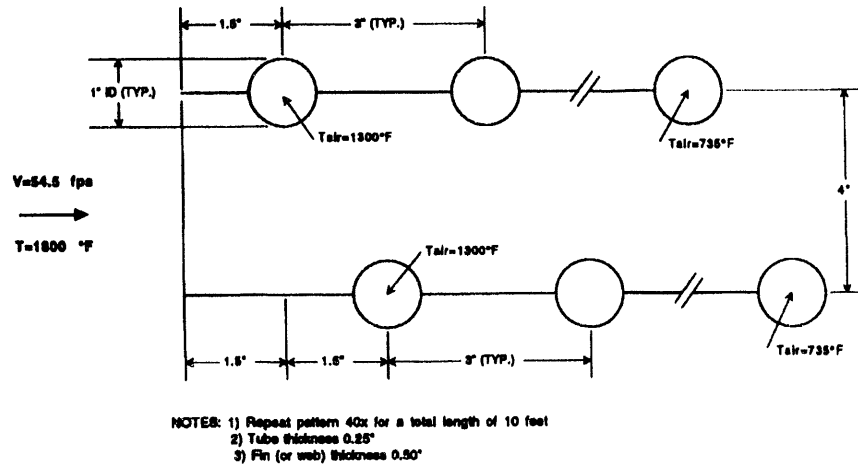 1.5"
3" (TYP.)
1" ID (TYP.)
Tair=1300°F
Tair=735°F
V=54.5 fps
4"
T=1800 °F
Tair=1300°F
Tair=735°F
1.5"
1.5"
3" (TYP.)
NOTES: 1) Repeat pattern 40x for a total length of 10 feet
2) Tube thickness 0.25"
3) Fin (or web) thickness 0.50"